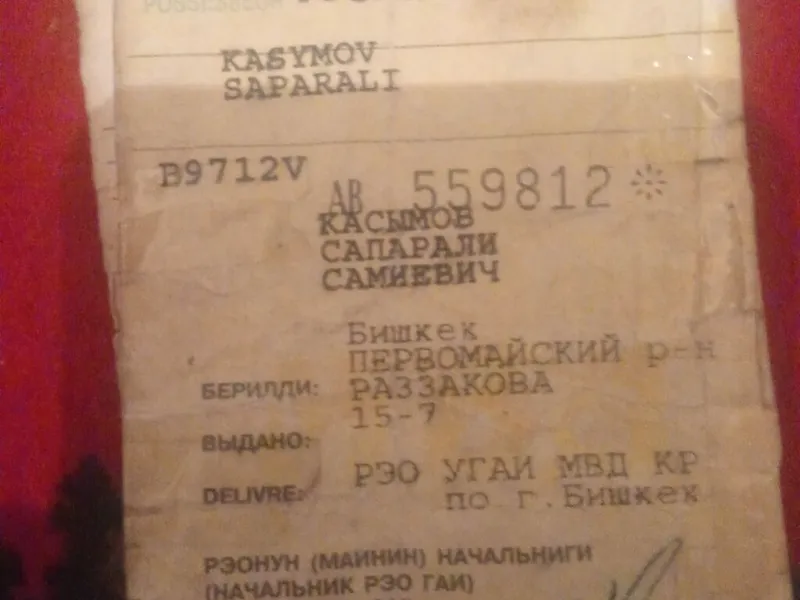 POSSESSEUR
KASYMOV
SAPARALI
B9712V
АВ 559812
КАСЫМОВ
САПАРАЛИ
САМИЕВИЧ
Бишкек
ПЕРВОМАЙСКИЙ р-н
БЕРИЛДИ: РАЗЗАКОВА
15-7
ВЫДАНО:
РЭО УГАИ МВД КР
DELIVRE: по г.Бишкек
РЭОНУН (МАИНИН) НАЧАЛЬНИГИ
(НАЧАЛЬНИК РЭО ГАИ)